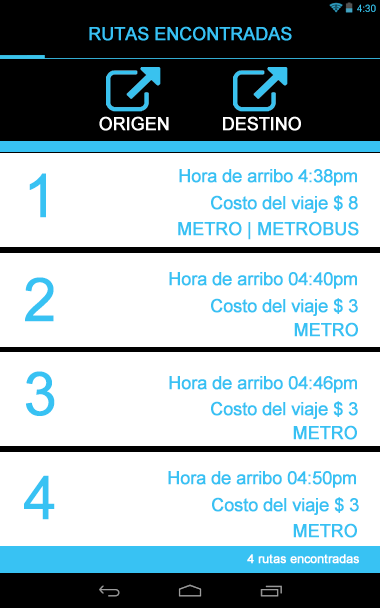 4:30
RUTAS ENCONTRADAS
ORIGEN DESTINO
1
Hora de arribo 4:38pm
Costo del viaje $ 8
METRO | METROBUS
2
Hora de arribo 04:40pm
Costo del viaje $ 3
METRO
3
Hora de arribo 04:46pm
Costo del viaje $ 3
METRO
4
Hora de arribo 04:50pm
Costo del viaje $ 3
METRO
4 rutas encontradas